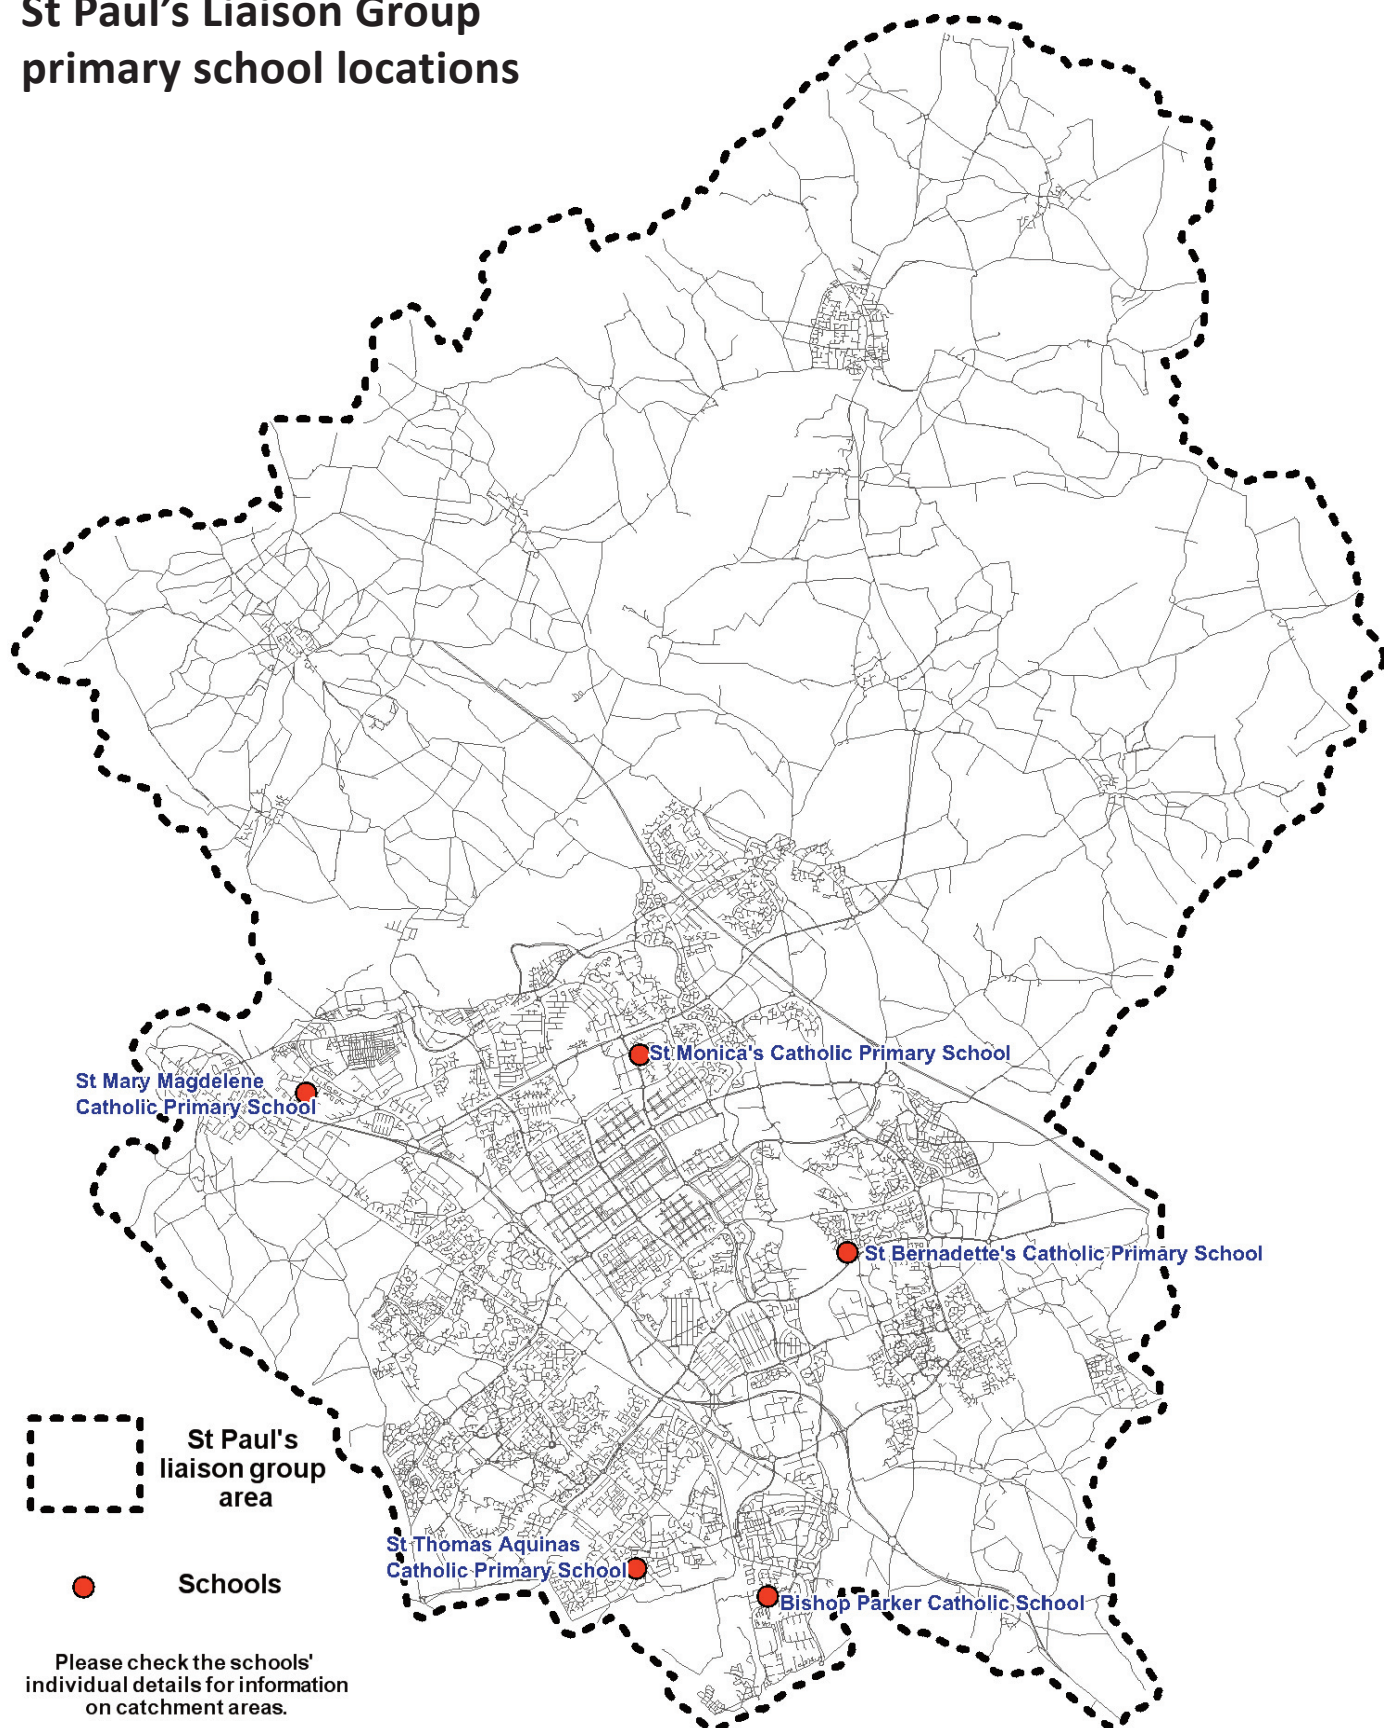 St Paul’s Liaison Group
primary school locations
St Monica's Catholic Primary School
St Mary Magdelene
Catholic Primary School
St Bernadette's Catholic Primary School
St Thomas Aquinas
Catholic Primary School
Bishop Parker Catholic School
St Paul's
liaison group
area
Schools
Please check the schools'
individual details for information
on catchment areas.